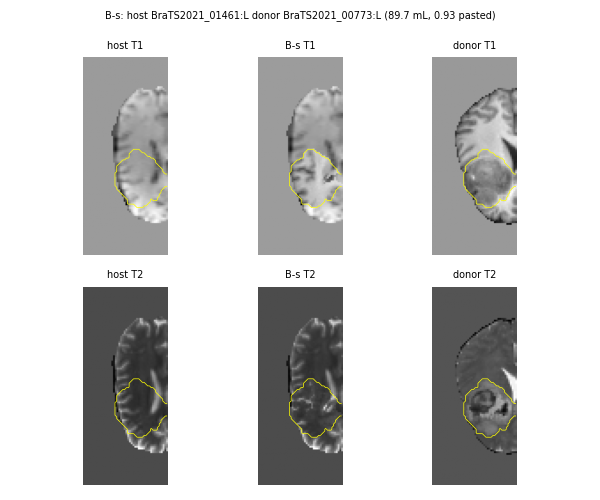 B-s: host BraTS2021_01461:L donor BraTS2021_00773:L (89.7 mL, 0.93 pasted)
host T1
B-s T1
donor T1
host T2
B-s T2
donor T2